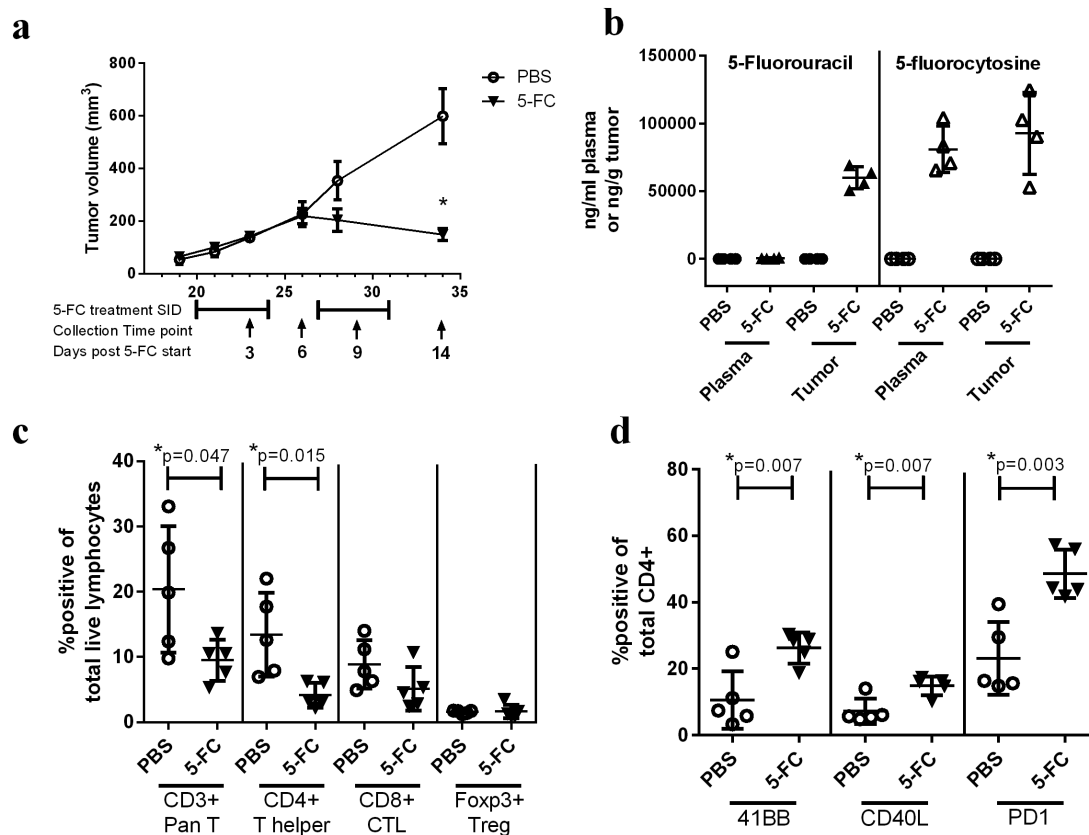 a
800
600
400
200
0
Tumor volume (mm3)
PBS
5-FC
*
15
20
25
30
35
5-FC treatment SID
Collection Time point
Days post 5-FC start
3
6
9
14
b
150000
100000
50000
0
ng/ml plasma
or ng/g tumor
5-Fluorouracil
5-fluorocytosine
PBS
5-FC
PBS
5-FC
PBS
5-FC
PBS
5-FC
Plasma
Tumor
Plasma
Tumor
c
40
30
20
10
0
%positive of
total live lymphocytes
*p=0.047
*p=0.015
PBS
5-FC
PBS
5-FC
PBS
5-FC
PBS
5-FC
CD3+
Pan T
CD4+
T helper
CD8+
CTL
Foxp3+
Treg
d
80
60
40
20
0
%positive of
total CD4+
*p=0.007
*p=0.007
*p=0.003
PBS
5-FC
PBS
5-FC
PBS
5-FC
41BB
CD40L
PD1